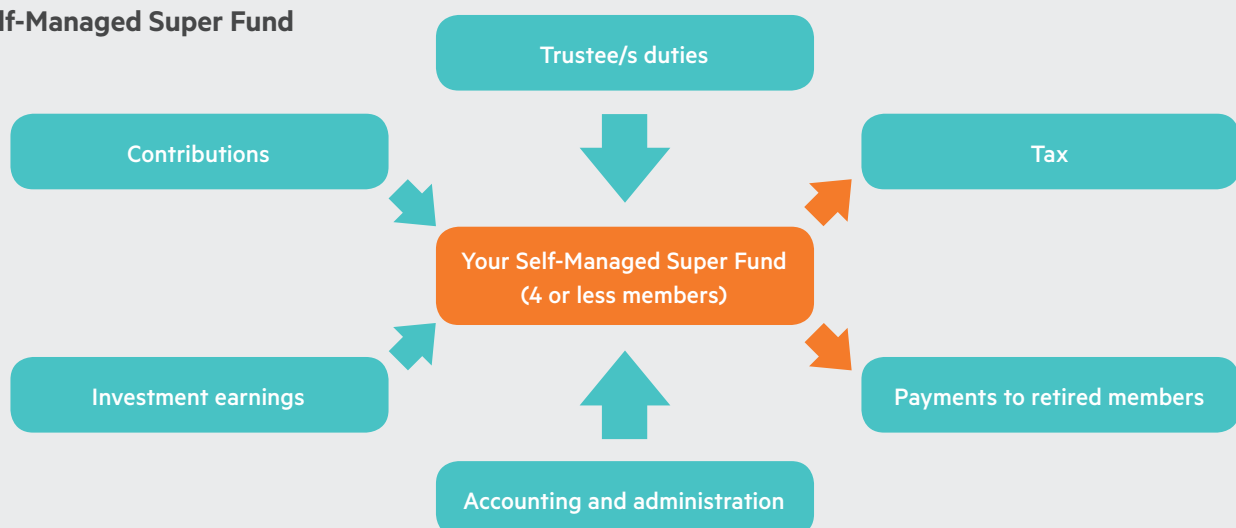 lf-Managed Super Fund
Trustee/s duties
Contributions
Tax
Your Self-Managed Super Fund
(4 or less members)
Investment earnings
Payments to retired members
Accounting and administration